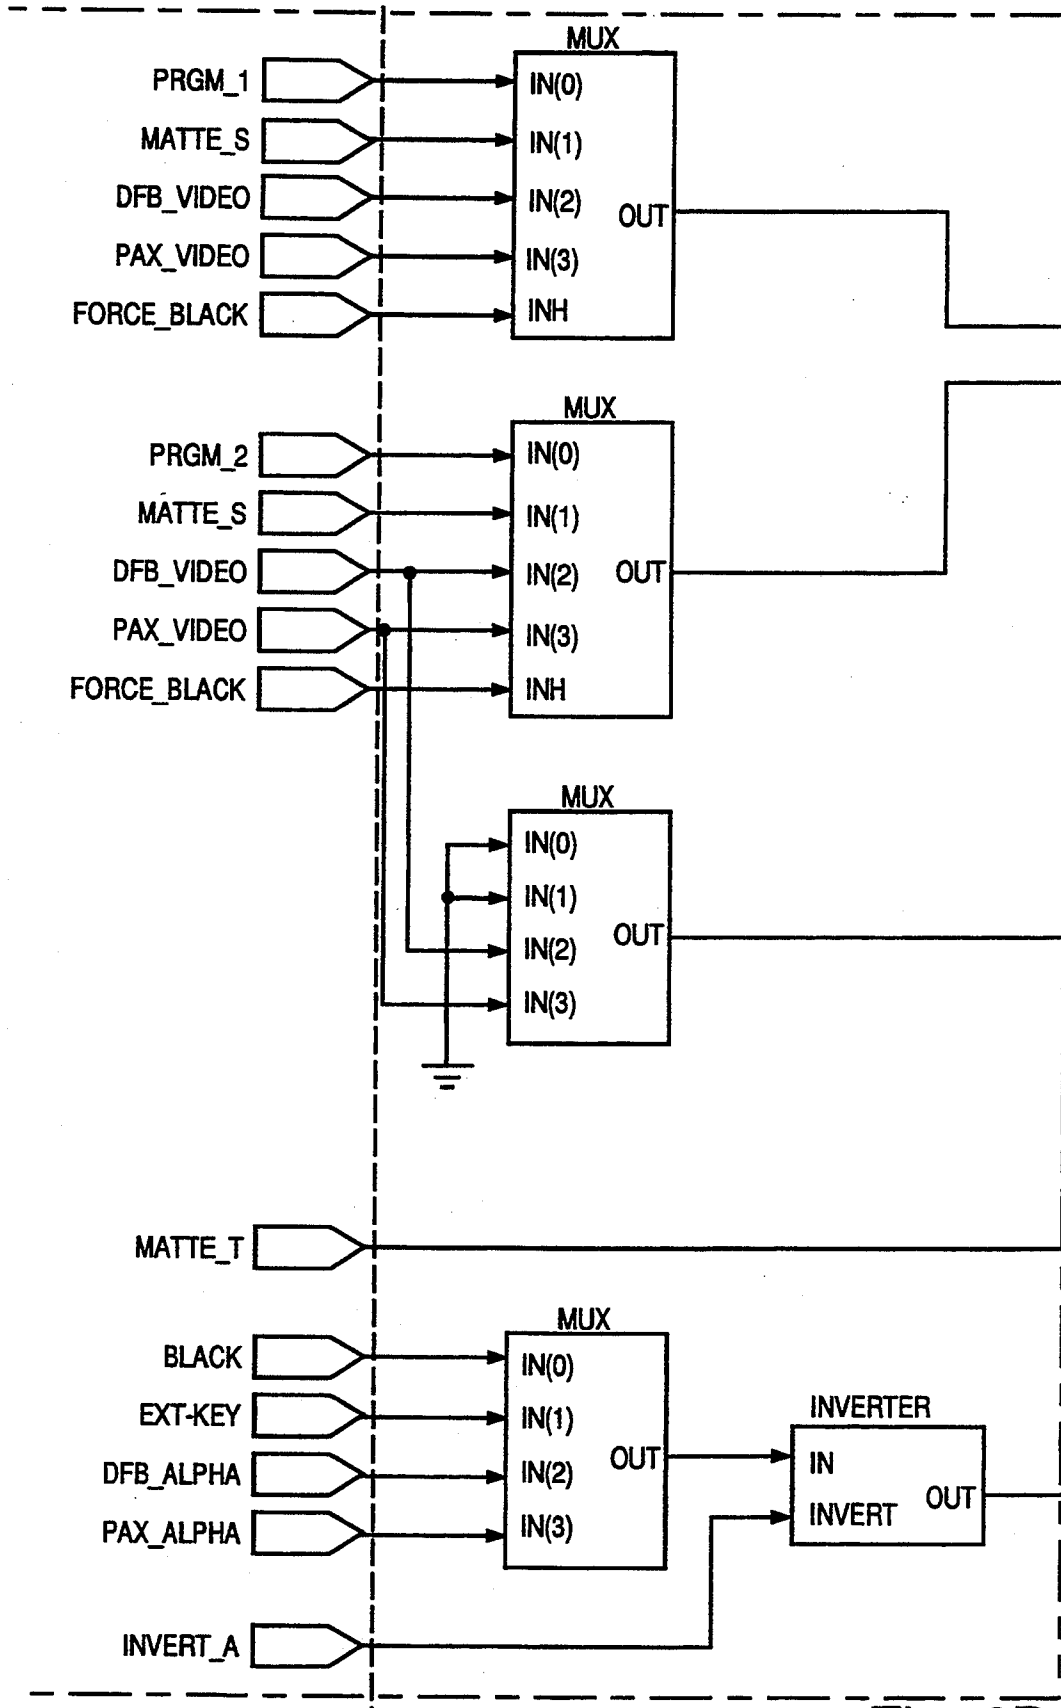 MUX
PRGM_1
IN(0)
MATTE_S
IN(1)
DFB_VIDEO
IN(2)
OUT
PAX_VIDEO
IN(3)
FORCE_BLACK
INH
MUX
PRGM_2
IN(0)
MATTE_S
IN(1)
DFB_VIDEO
IN(2)
OUT
PAX_VIDEO
IN(3)
FORCE_BLACK
INH
MUX
IN(0)
IN(1)
IN(2)
OUT
IN(3)
MATTE_T
MUX
BLACK
IN(0)
EXT-KEY
IN(1)
DFB_ALPHA
IN(2)
OUT
PAX_ALPHA
IN(3)
INVERTER
IN
INVERT
OUT
INVERT_A